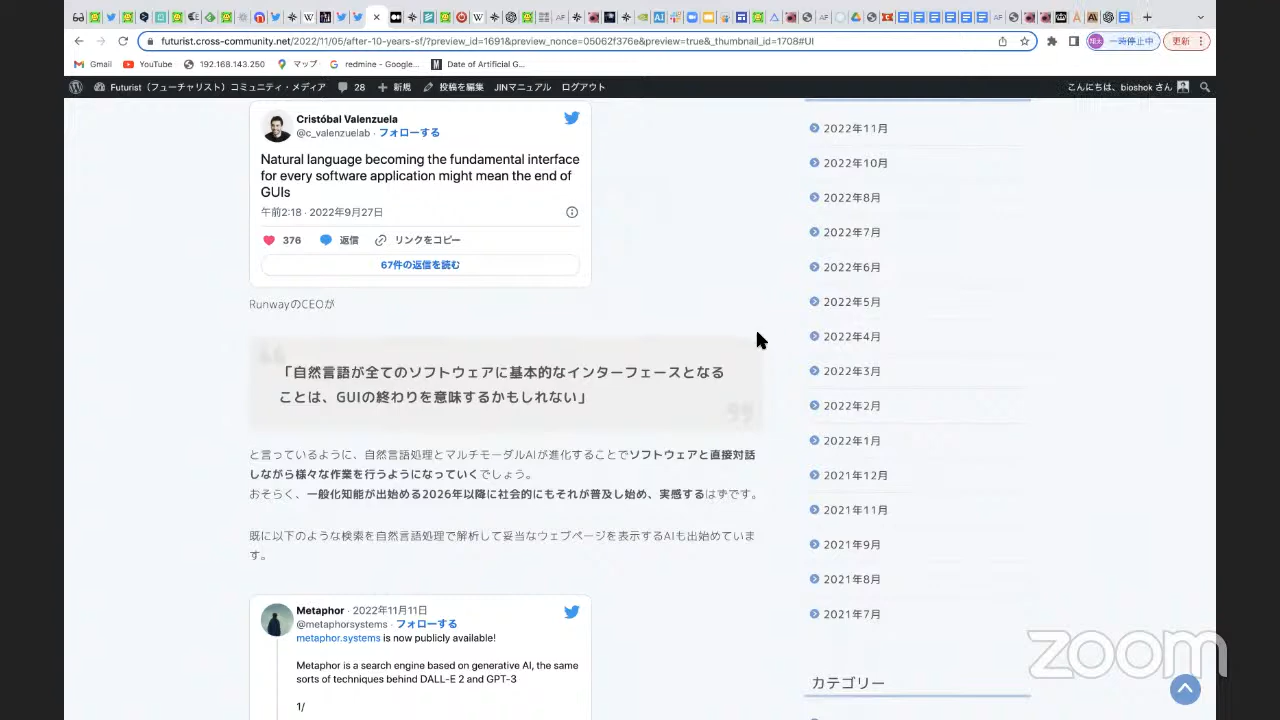 futurist.cross-community.net/2022/11/05/after-10-years-sf/?preview_id=1691&preview_nonce=05062f376e&preview=true&_thumbnail_id=1708#UI
翔太
一時停止中
更新
Gmail
YouTube
192.168.143.250
マップ
redmine - Google...
Date of Artificial G...
Futurist（フューチャリスト）コミュニティ・メディア
28
新規
投稿を編集
JINマニュアル
ログアウト
こんにちは、bioshok さん
Cristóbal Valenzuela
@c_valenzuelab · フォローする
Natural language becoming the fundamental interface
for every software application might mean the end of
GUIs
午前2:18 · 2022年9月27日
376
返信
リンクをコピー
67件の返信を読む
RunwayのCEOが
「自然言語が全てのソフトウェアに基本的なインターフェースとなる
ことは、GUIの終わりを意味するかもしれない」
と言っているように、自然言語処理とマルチモーダルAIが進化することでソフトウェアと直接対話
しながら様々な作業を行うようになっていくでしょう。
おそらく、一般化知能が出始める2026年以降に社会的にもそれが普及し始め、実感するはずです。
既に以下のような検索を自然言語処理で解析して妥当なウェブページを表示するAIも出始めていま
す。
Metaphor · 2022年11月11日
@metaphorsystems · フォローする
metaphor.systems is now publicly available!
Metaphor is a search engine based on generative AI, the same
sorts of techniques behind DALL-E 2 and GPT-3
1/
2022年11月
2022年10月
2022年8月
2022年7月
2022年6月
2022年5月
2022年4月
2022年3月
2022年2月
2022年1月
2021年12月
2021年11月
2021年9月
2021年8月
2021年7月
カテゴリー
zoom